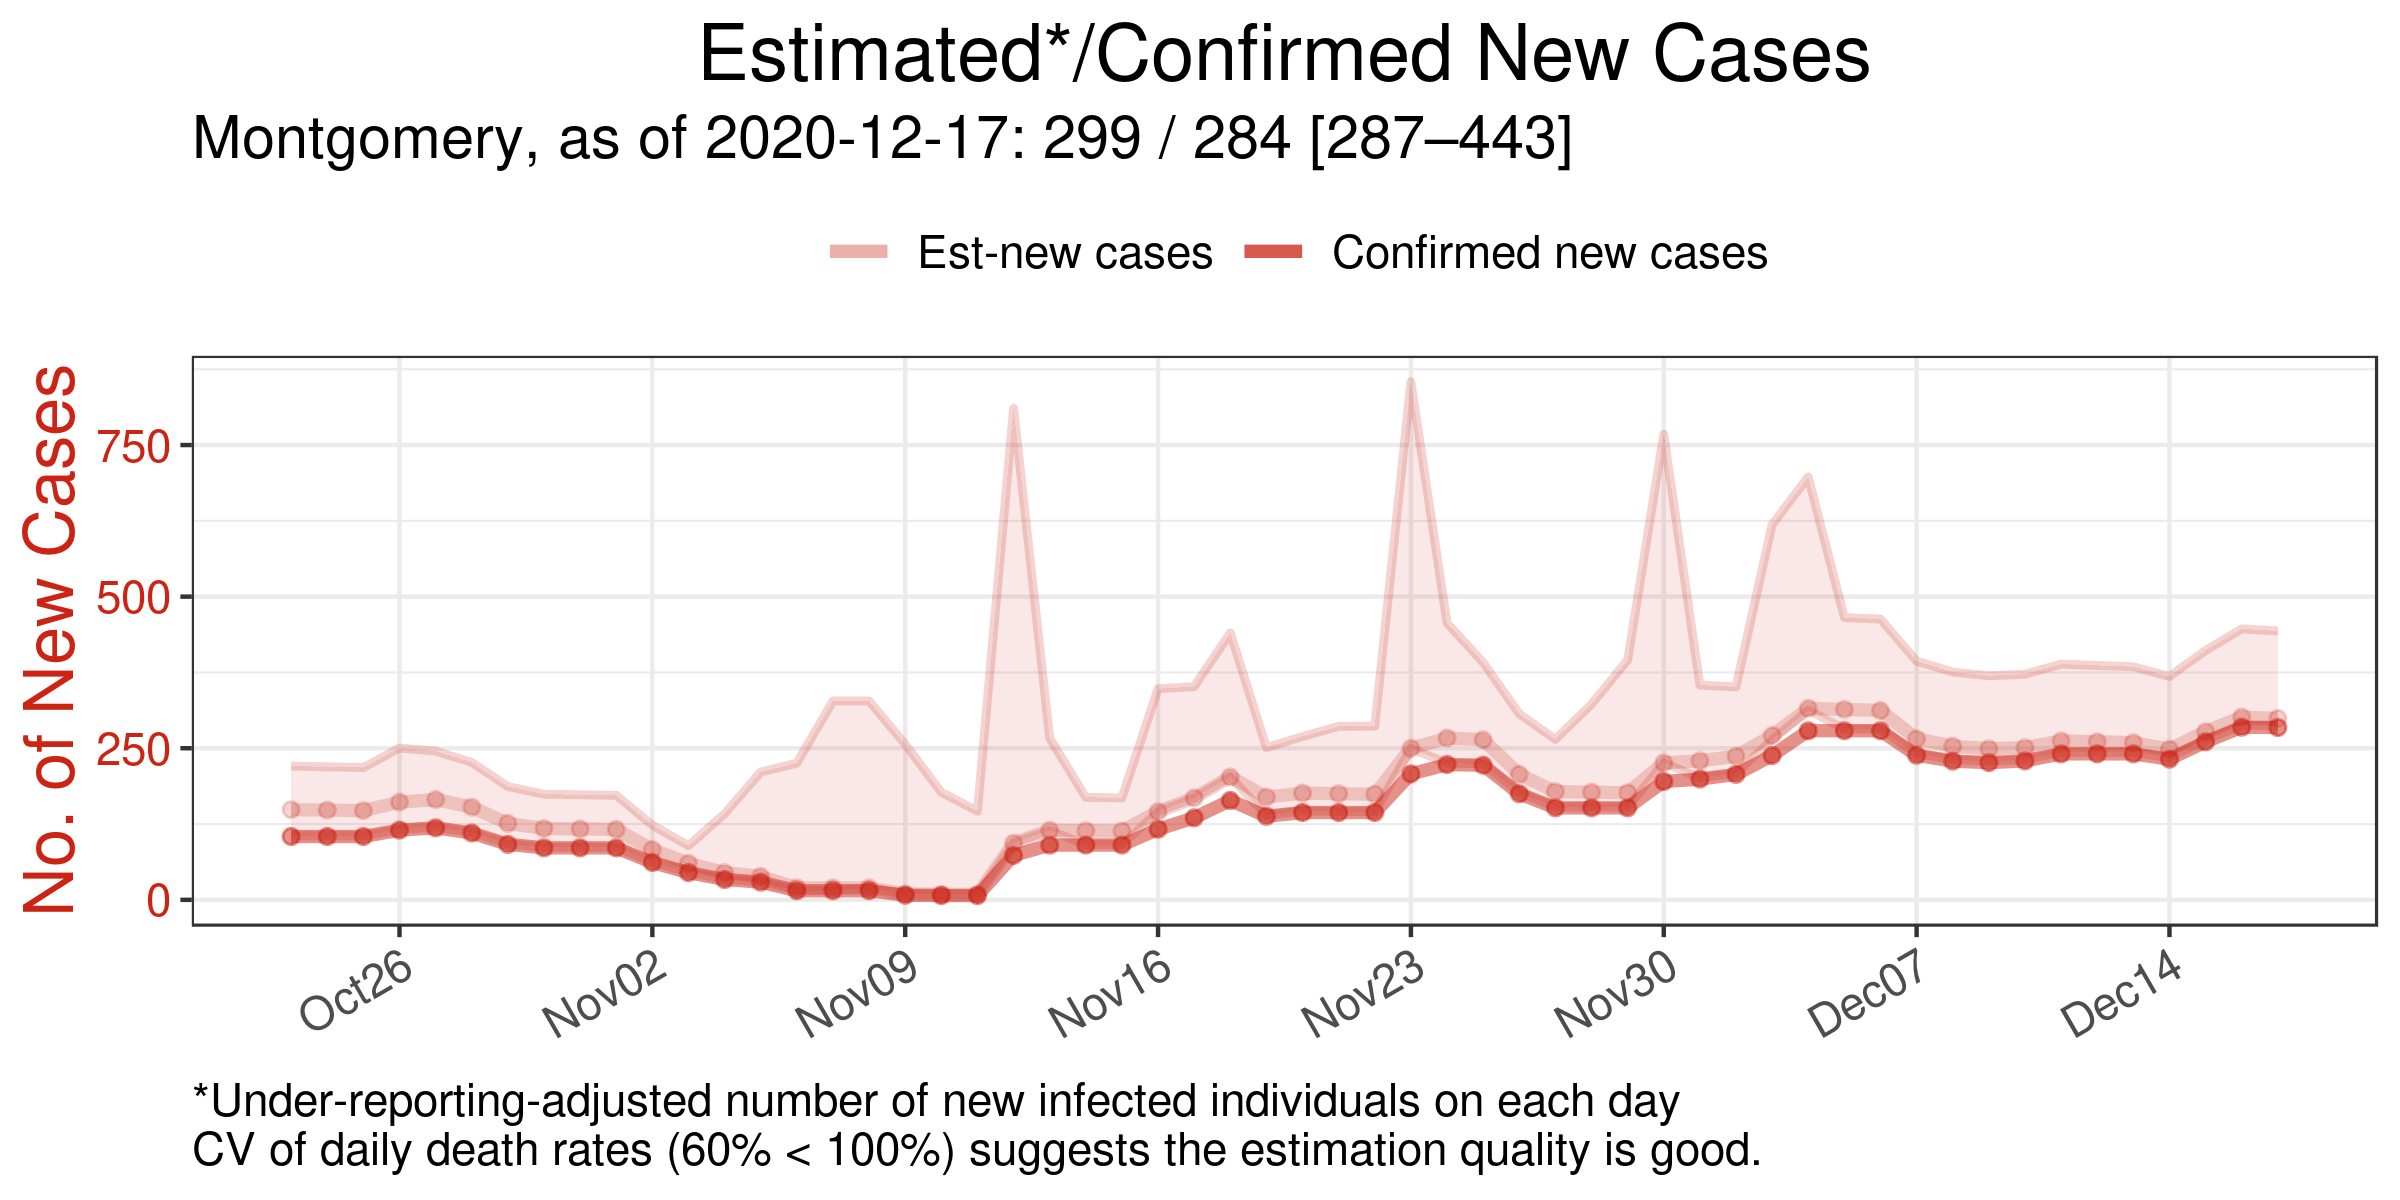 Estimated*/Confirmed New Cases
Montgomery, as of 2020-12-17: 299 / 284 [287–443]
Est-new cases
Confirmed new cases
No. of New Cases
750
500
250
0
Oct26
Nov02
Nov09
Nov16
Nov23
Nov30
Dec07
Dec14
*Under-reporting-adjusted number of new infected individuals on each day
CV of daily death rates (60% < 100%) suggests the estimation quality is good.